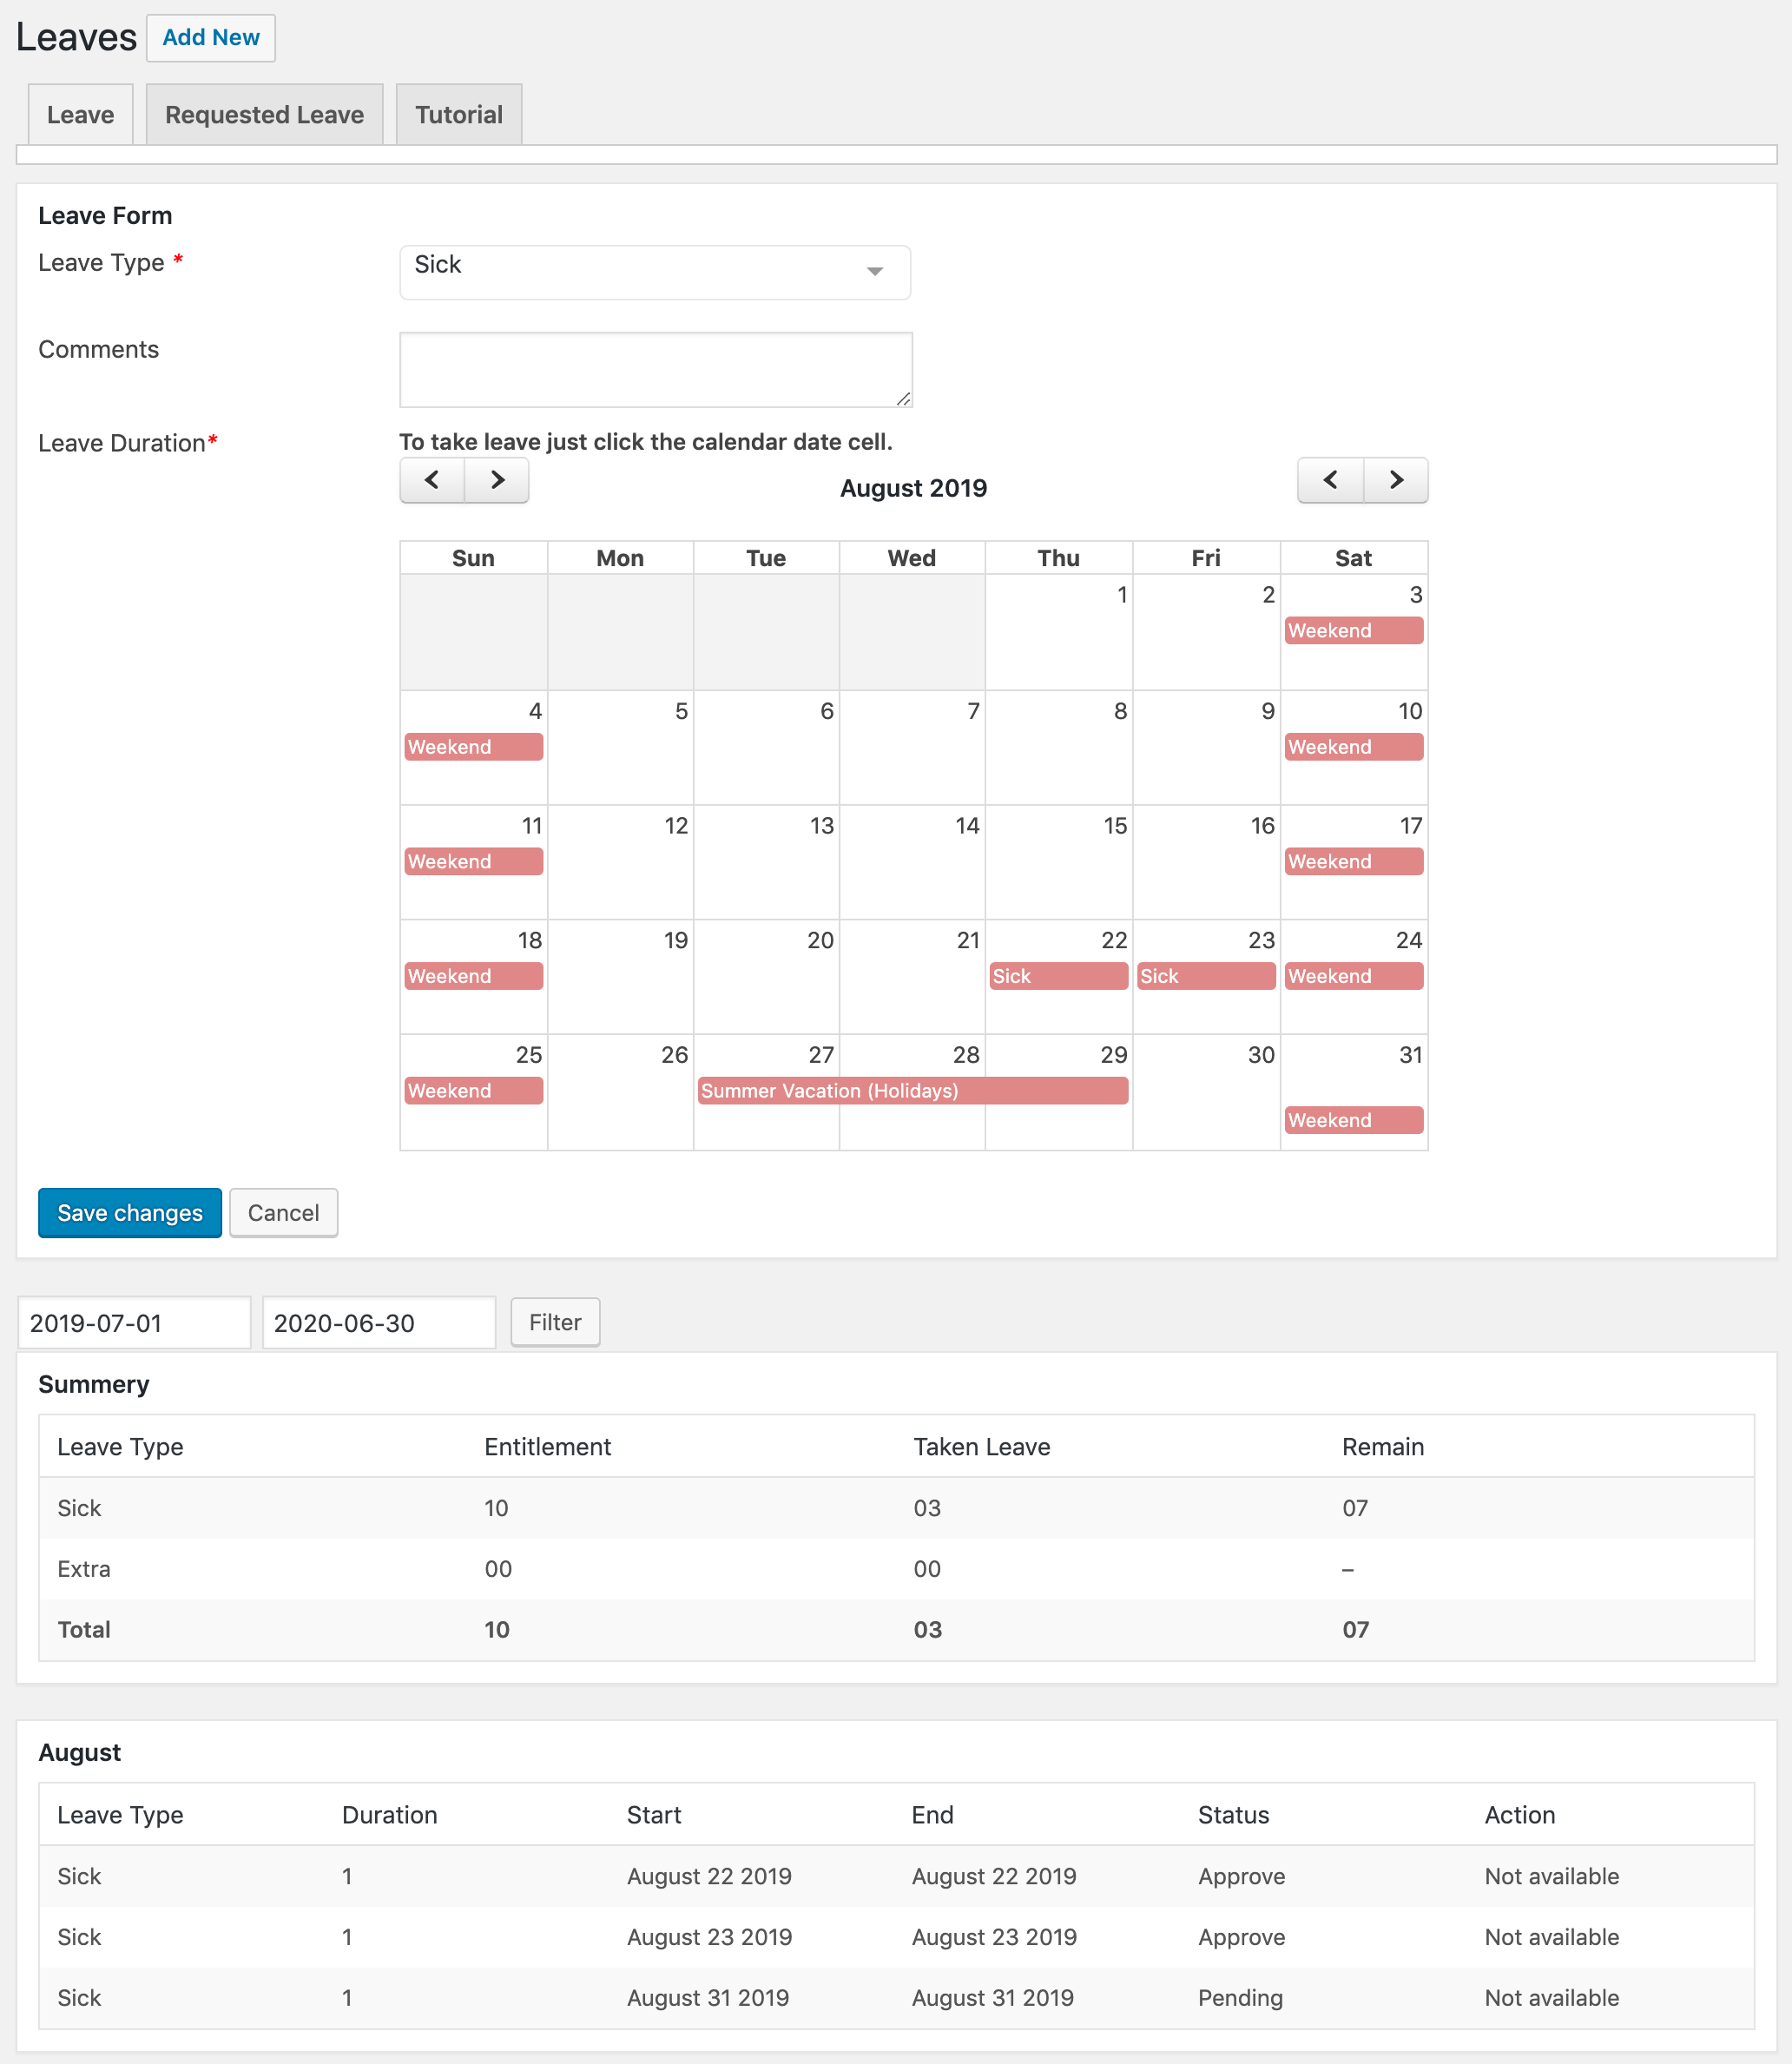 Leaves Add New
Leave Requested Leave Tutorial
Leave Form
Leave Type * Sick
Comments
Leave Duration* To take leave just click the calendar date cell.
August 2019
Sun Mon Tue Wed Thu Fri Sat
1 2 3
Weekend
4 5 6 7 8 9 10
Weekend Weekend
11 12 13 14 15 16 17
Weekend Weekend
18 19 20 21 22 23 24
Weekend Sick Sick Weekend
25 26 27 28 29 30 31
Weekend Summer Vacation (Holidays)
Weekend
Save changes Cancel
2019-07-01 2020-06-30 Filter
Summery
Leave Type Entitlement Taken Leave Remain
Sick 10 03 07
Extra 00 00 –
Total 10 03 07
August
Leave Type Duration Start End Status Action
Sick 1 August 22 2019 August 22 2019 Approve Not available
Sick 1 August 23 2019 August 23 2019 Approve Not available
Sick 1 August 31 2019 August 31 2019 Pending Not available